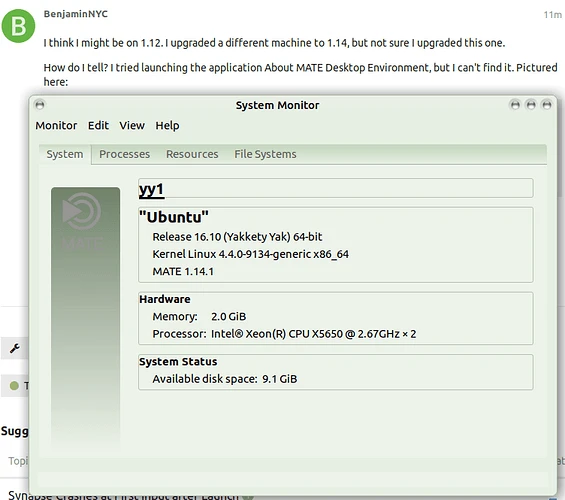 B
BenjaminNYC
11m
I think I might be on 1.12. I upgraded a different machine to 1.14, but not sure I upgraded this one.
How do I tell? I tried launching the application About MATE Desktop Environment, but I can't find it. Pictured
here:
System Monitor
Monitor Edit View Help
System Processes Resources File Systems
MATE
yy1
"Ubuntu"
Release 16.10 (Yakkety Yak) 64-bit
Kernel Linux 4.4.0-9134-generic x86_64
MATE 1.14.1
Hardware
Memory: 2.0 GiB
Processor: Intel® Xeon(R) CPU X5650 @ 2.67GHz × 2
System Status
Available disk space: 9.1 GiB
T
Sugg
Topi
at
Synapse Crashes at First Input after Launch